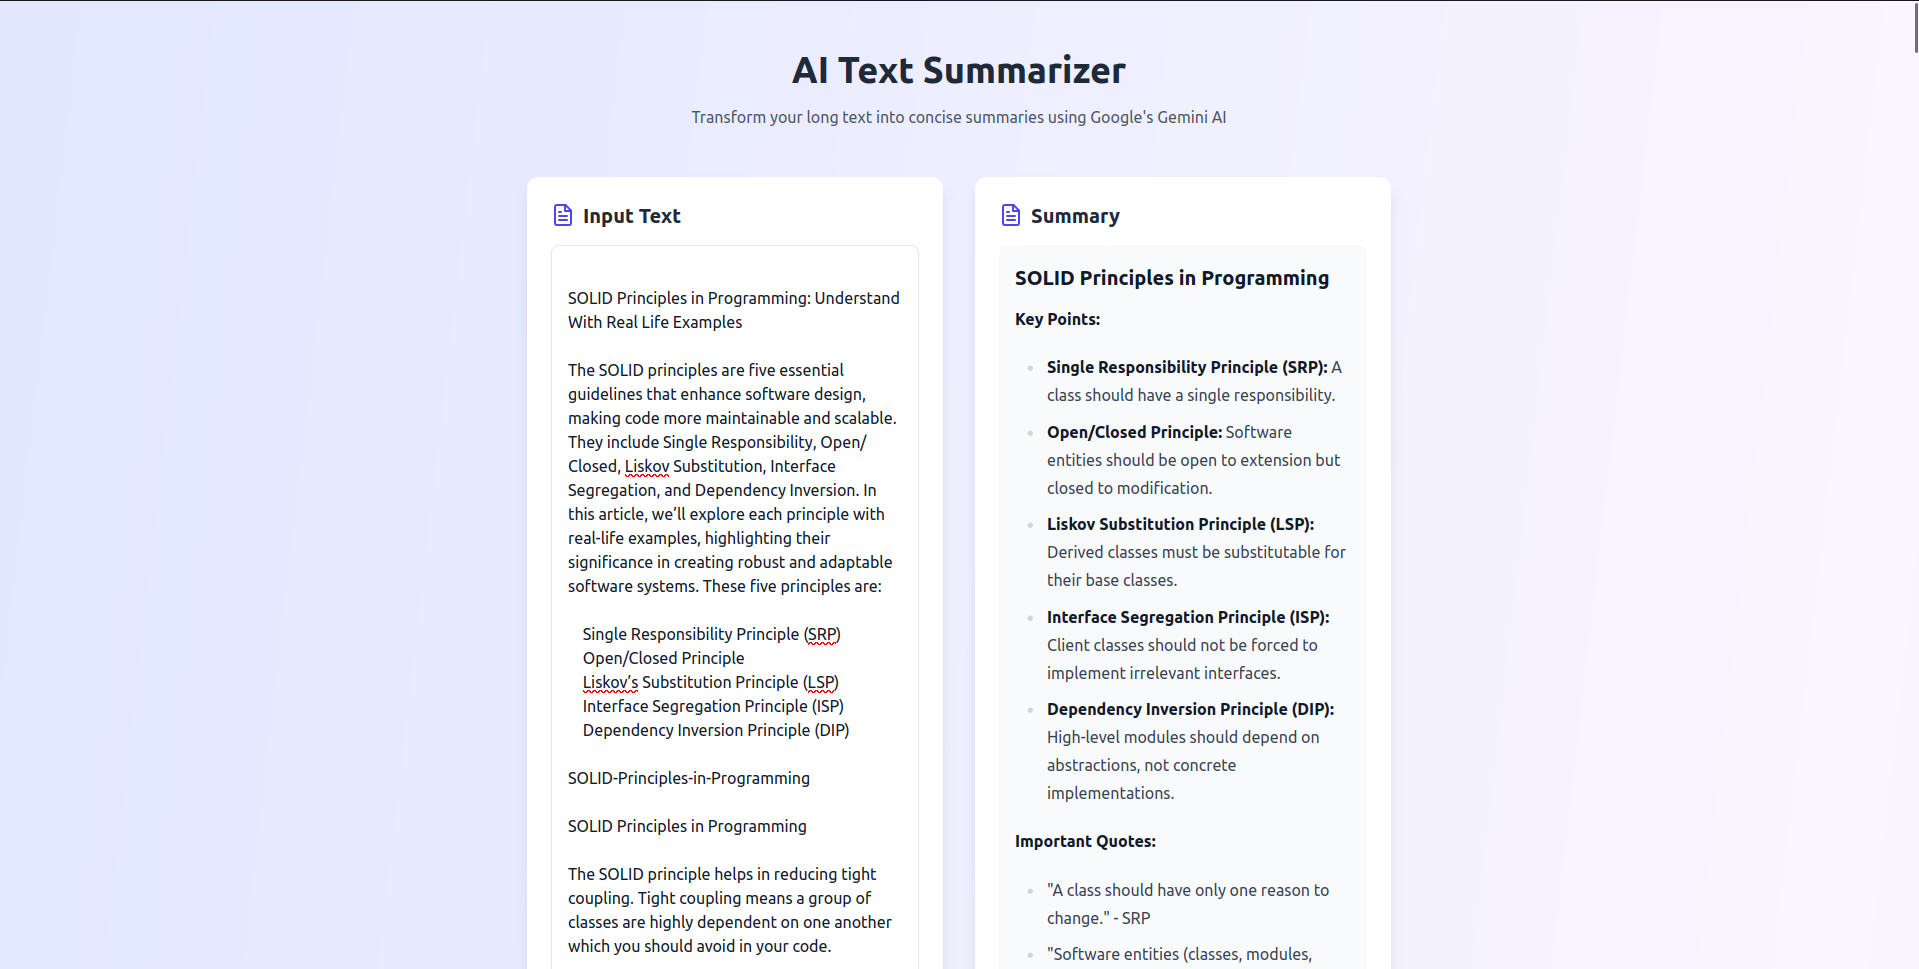 AI Text Summarizer
Transform your long text into concise summaries using Google's Gemini AI
Input Text
SOLID Principles in Programming: Understand
With Real Life Examples
The SOLID principles are five essential
guidelines that enhance software design,
making code more maintainable and scalable.
They include Single Responsibility, Open/
Closed, Liskov Substitution, Interface
Segregation, and Dependency Inversion. In
this article, we’ll explore each principle with
real-life examples, highlighting their
significance in creating robust and adaptable
software systems. These five principles are:
Single Responsibility Principle (SRP)
Open/Closed Principle
Liskov’s Substitution Principle (LSP)
Interface Segregation Principle (ISP)
Dependency Inversion Principle (DIP)
SOLID-Principles-in-Programming
SOLID Principles in Programming
The SOLID principle helps in reducing tight
coupling. Tight coupling means a group of
classes are highly dependent on one another
which you should avoid in your code.
Summary
SOLID Principles in Programming
Key Points:
Single Responsibility Principle (SRP): A
class should have a single responsibility.
Open/Closed Principle: Software
entities should be open to extension but
closed to modification.
Liskov Substitution Principle (LSP):
Derived classes must be substitutable for
their base classes.
Interface Segregation Principle (ISP):
Client classes should not be forced to
implement irrelevant interfaces.
Dependency Inversion Principle (DIP):
High-level modules should depend on
abstractions, not concrete
implementations.
Important Quotes:
"A class should have only one reason to
change." - SRP
"Software entities (classes, modules,